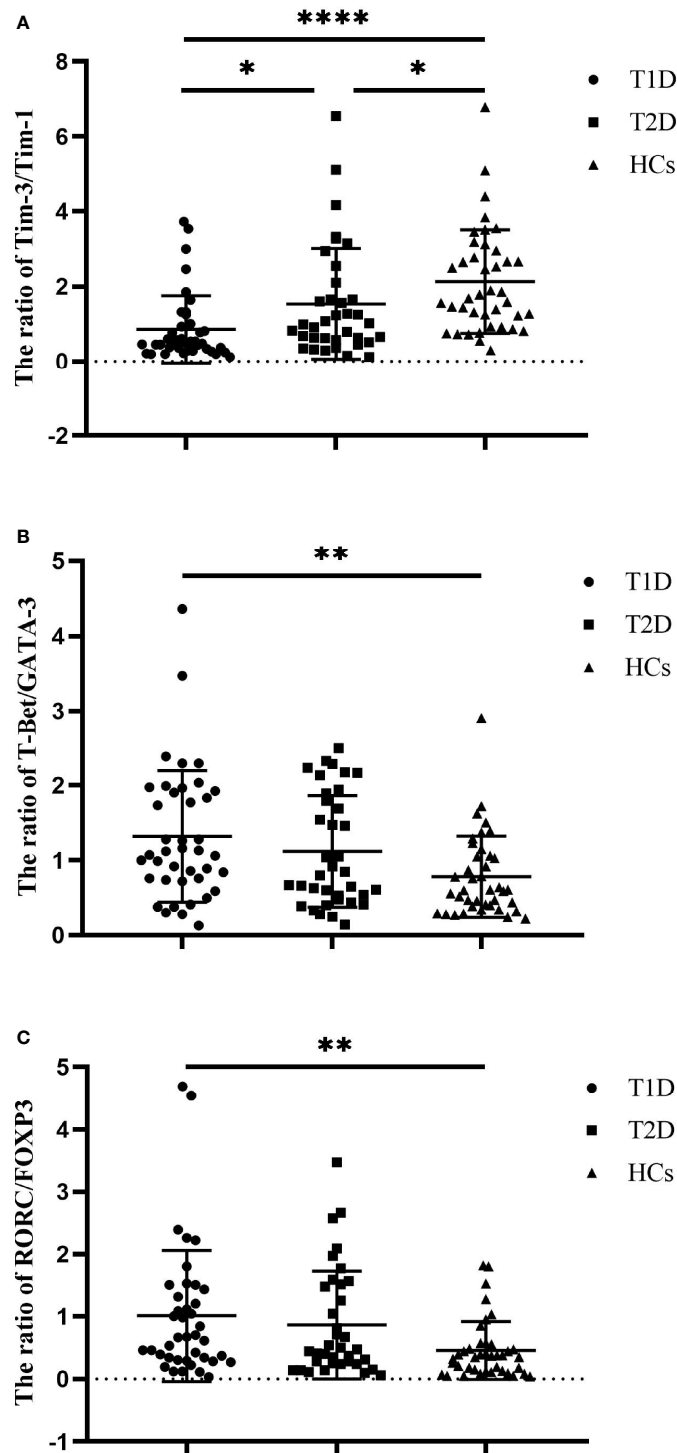 A
****
*
*
8
6
4
2
0
-2
The ratio of Tim-3/Tim-1
T1D
T2D
HCs
B
**
5
4
3
2
1
0
The ratio of T-Bet/GATA-3
T1D
T2D
HCs
C
**
5
4
3
2
1
0
-1
The ratio of RORC/FOXP3
T1D
T2D
HCs